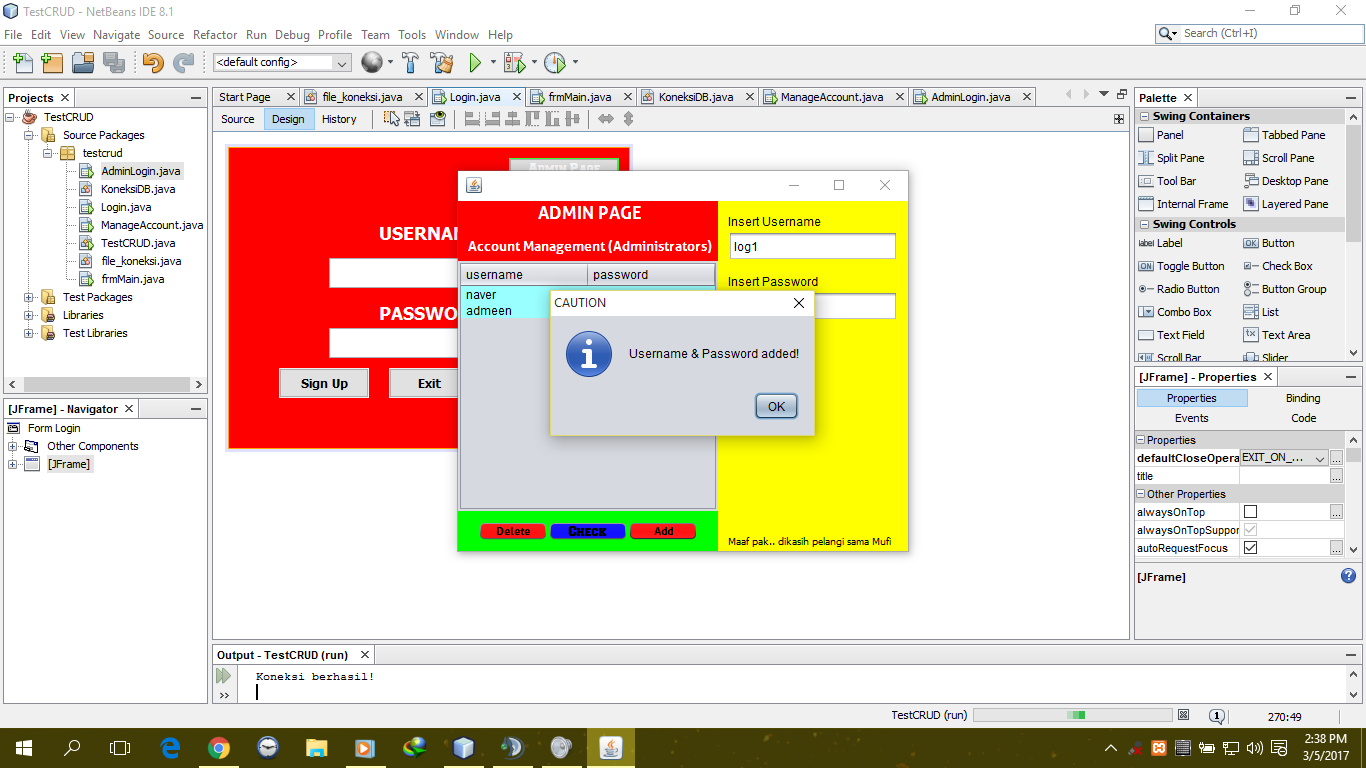 TestCRUD - NetBeans IDE 8.1
File Edit View Navigate Source Refactor Run Debug Profile Team Tools Window Help
Search (Ctrl+I)
<default config>
Projects
TestCRUD
Source Packages
testcrud
AdminLogin.java
KoneksiDB.java
Login.java
ManageAccount.java
TestCRUD.java
file_koneksi.java
frmMain.java
Test Packages
Libraries
Test Libraries
[JFrame] - Navigator
Form Login
Other Components
[JFrame]
Start Page file_koneksi.java Login.java frmMain.java KoneksiDB.java ManageAccount.java AdminLogin.java
Source Design History
ADMIN PAGE
USERNA
PASSWO
Sign Up Exit
ADMIN PAGE
Account Management (Administrators)
username password
naver
admeen
Delete CHECK Add
Insert Username
log1
Insert Password
Maaf pak.. dikasih pelangi sama Mufi
CAUTION
Username & Password added!
OK
Palette
Swing Containers
Panel Tabbed Pane
Split Pane Scroll Pane
Tool Bar Desktop Pane
Internal Frame Layered Pane
Swing Controls
label Label OK Button
Toggle Button Check Box
Radio Button Button Group
Combo Box List
Text Field Text Area
Scroll Bar Slider
[JFrame] - Properties
Properties Binding
Events Code
Properties
defaultCloseOpera EXIT_ON_... ...
title ...
Other Properties
alwaysOnTop ...
alwaysOnTopSuppor
autoRequestFocus ...
[JFrame]
Output - TestCRUD (run)
Koneksi berhasil!
TestCRUD (run)
1
270:49
2:38 PM
3/5/2017